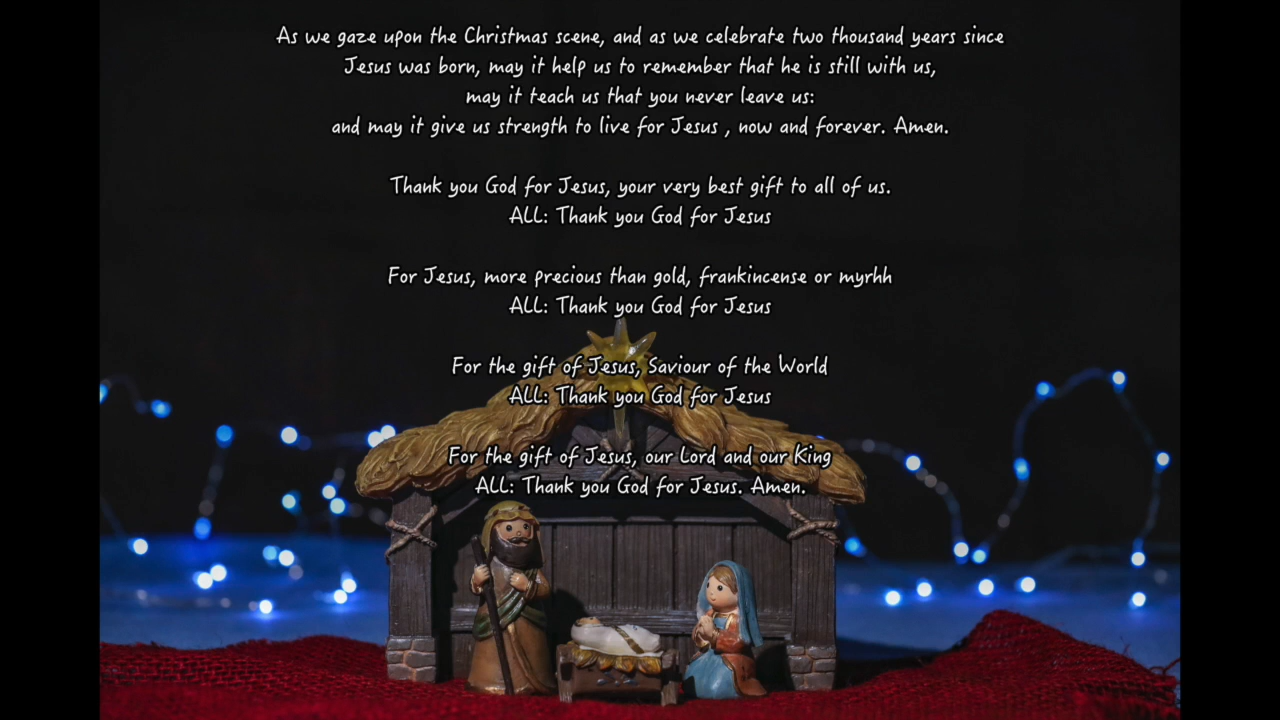 As we gaze upon the Christmas scene, and as we celebrate two thousand years since
Jesus was born, may it help us to remember that he is still with us,
may it teach us that you never leave us:
and may it give us strength to live for Jesus , now and forever. Amen.
Thank you God for Jesus, your very best gift to all of us.
ALL: Thank you God for Jesus
For Jesus, more precious than gold, frankincense or myrhh
ALL: Thank you God for Jesus
For the gift of Jesus, Saviour of the World
ALL: Thank you God for Jesus
For the gift of Jesus, our Lord and our King
ALL: Thank you God for Jesus. Amen.